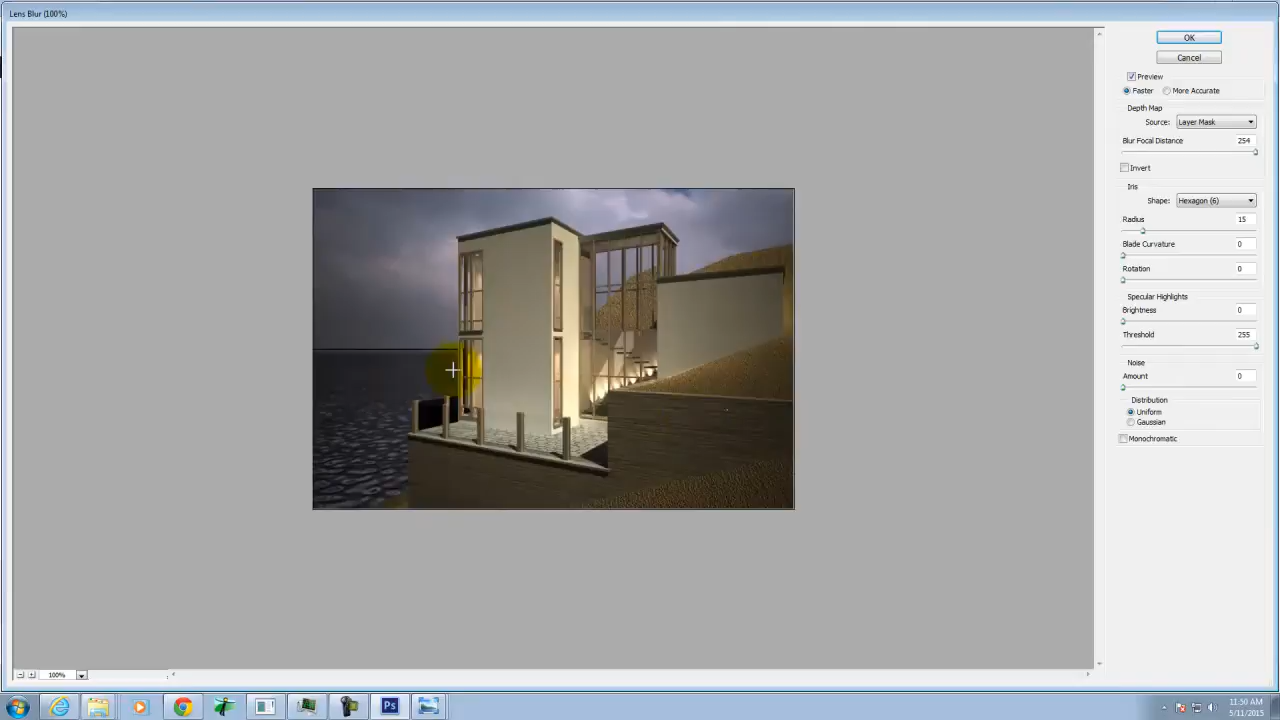 Lens Blur (100%)
OK
Cancel
Preview
Faster More Accurate
Depth Map
Source: Layer Mask
Blur Focal Distance 254
Invert
Iris
Shape: Hexagon (6)
Radius 15
Blade Curvature 0
Rotation 0
Specular Highlights
Brightness 0
Threshold 255
Noise
Amount 0
Distribution
Uniform
Gaussian
Monochromatic
100%
Ps
11:50 AM
5/11/2015